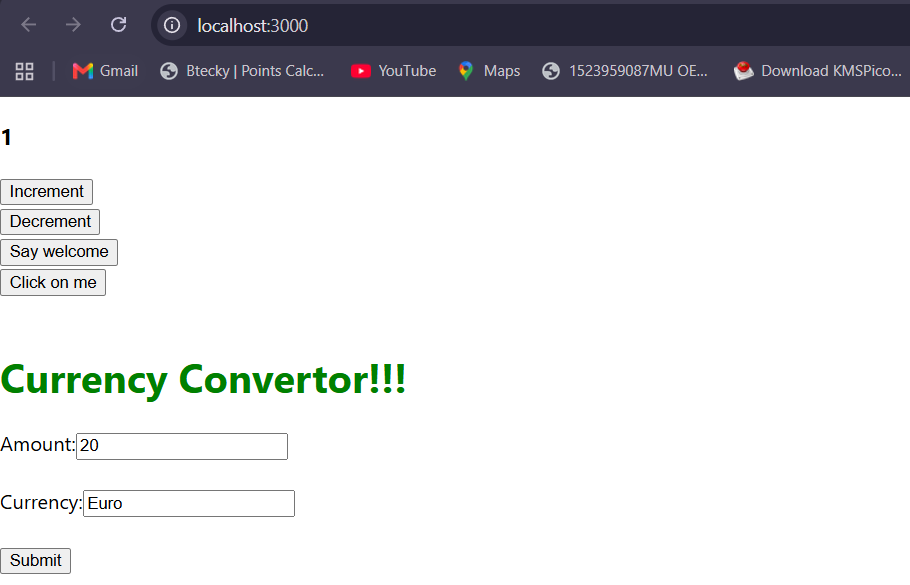 localhost:3000
Gmail Btecky | Points Calc... YouTube Maps 1523959087MU OE... Download KMSPico...
1
Increment
Decrement
Say welcome
Click on me
Currency Convertor!!!
Amount:20
Currency:Euro
Submit